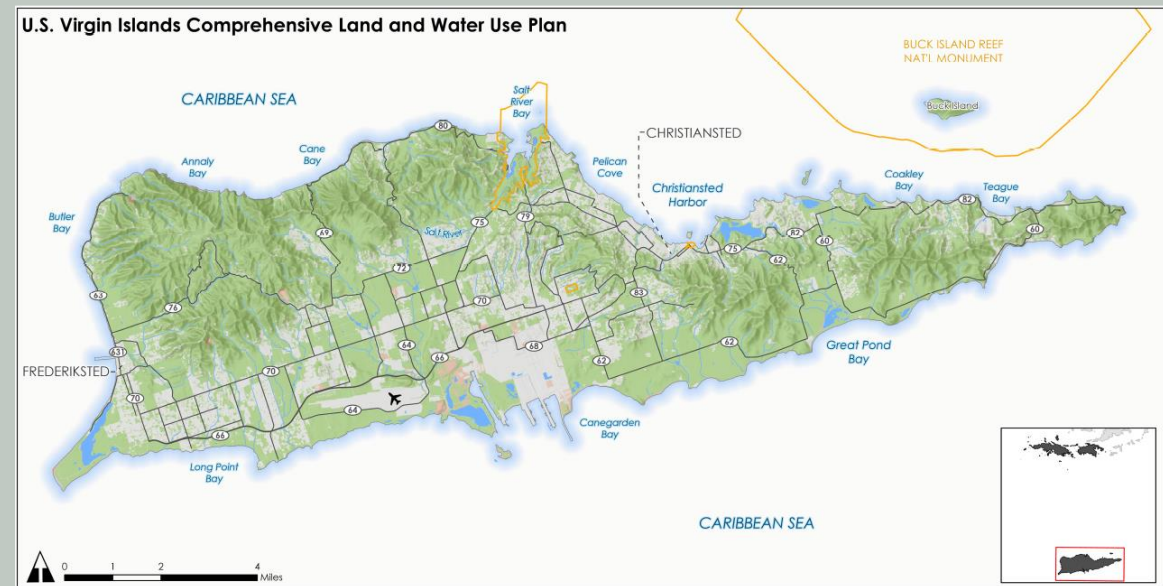 U.S. Virgin Islands Comprehensive Land and Water Use Plan
BUCK ISLAND REEF
NAT'L MONUMENT
Buck Island
CARIBBEAN SEA
Salt
River
Bay
80
Cane
Bay
Annaly
Bay
CHRISTIANSTED
Pelican
Cove
Christiansted
Harbor
Coakley
Bay
Teague
Bay
82
Butler
Bay
75
79
69
Salt River
82
60
60
75
62
72
63
76
70
83
64
68
62
62
Great Pond
Bay
631
66
FREDERIKSTED
70
70
64
66
Canegarden
Bay
Long Point
Bay
CARIBBEAN SEA
0 1 2 4
Miles